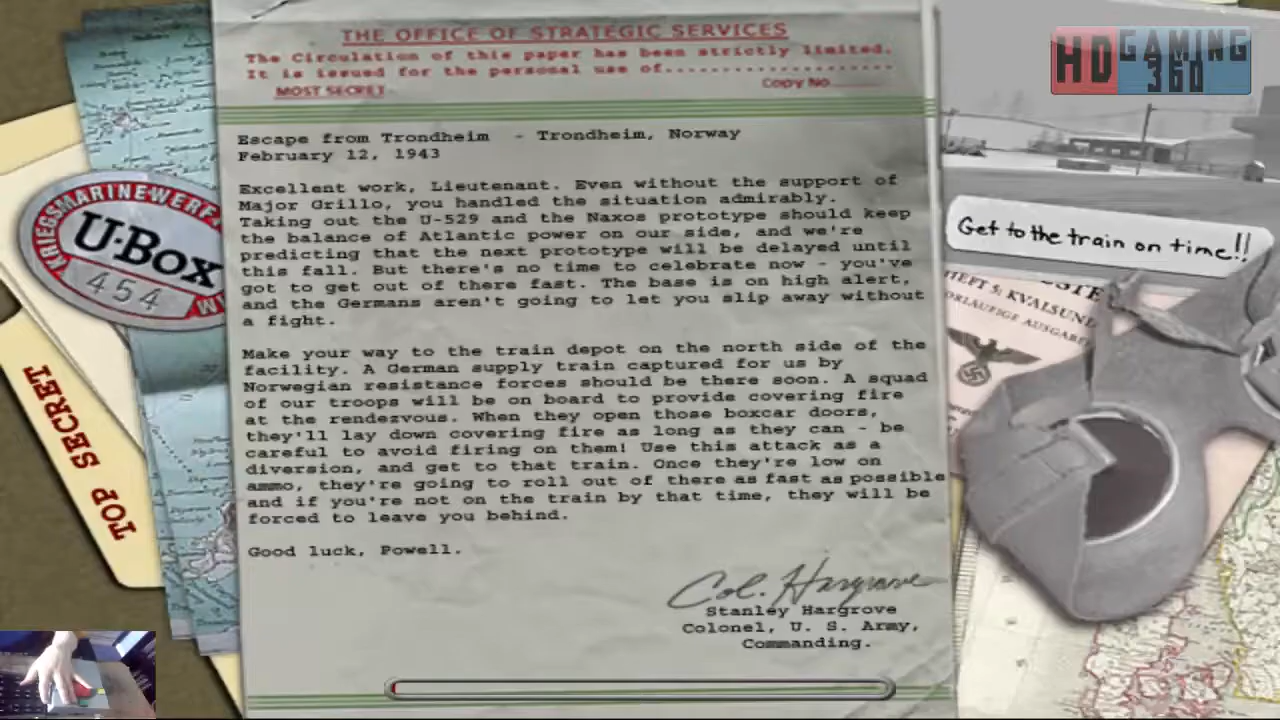 THE OFFICE OF STRATEGIC SERVICES
The Circulation of this paper has been strictly limited.
It is issued for the personal use of....................
MOST SECRET
Copy No.........
Escape from Trondheim - Trondheim, Norway
February 12, 1943
Excellent work, Lieutenant. Even without the support of
Major Grillo, you handled the situation admirably.
Taking out the U-529 and the Naxos prototype should keep
the balance of Atlantic power on our side, and we're
predicting that the next prototype will be delayed until
this fall. But there's no time to celebrate now - you've
got to get out of there fast. The base is on high alert,
and the Germans aren't going to let you slip away without
a fight.
Make your way to the train depot on the north side of the
facility. A German supply train captured for us by
Norwegian resistance forces should be there soon. A squad
of our troops will be on board to provide covering fire
at the rendezvous. When they open those boxcar doors,
they'll lay down covering fire as long as they can - be
careful to avoid firing on them! Use this attack as a
diversion, and get to that train. Once they're low on
ammo, they're going to roll out of there as fast as possible
and if you're not on the train by that time, they will be
forced to leave you behind.
Good luck, Powell.
Col. Hargrove
Stanley Hargrove
Colonel, U. S. Army,
Commanding.
HD GAMING
360
Get to the train on time!!
HEFT 5: KVALSUND
VORLÄUFIGE AUSGABE
KRIEGSMARINEWERF
U-Box
454
TOP SECRET